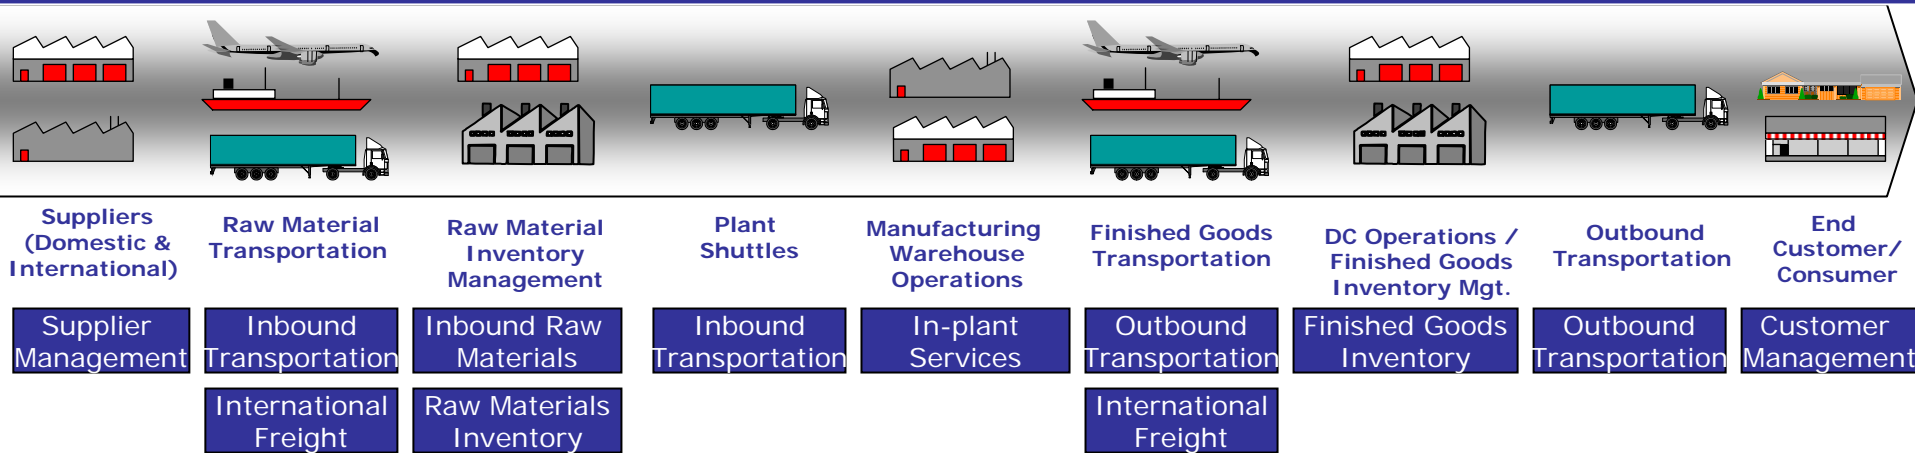 Suppliers
(Domestic &
International)
Raw Material
Transportation
Raw Material
Inventory
Management
Plant
Shuttles
Manufacturing
Warehouse
Operations
Finished Goods
Transportation
DC Operations /
Finished Goods
Inventory Mgt.
Outbound
Transportation
End
Customer/
Consumer
Supplier
Management
Inbound
Transportation
Inbound Raw
Materials
Inbound
Transportation
In-plant
Services
Outbound
Transportation
Finished Goods
Inventory
Outbound
Transportation
Customer
Management
International
Freight
Raw Materials
Inventory
International
Freight